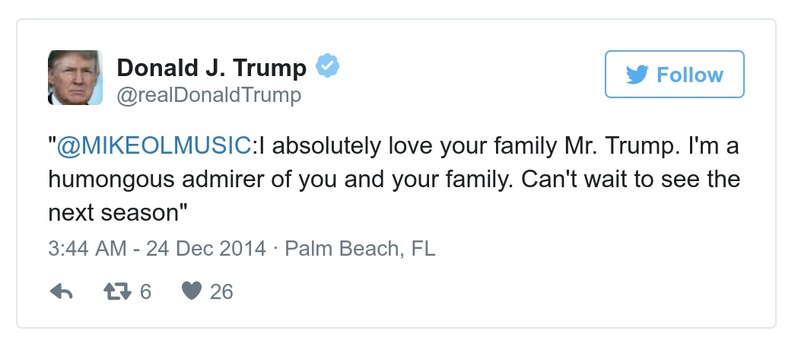 Donald J. Trump
@realDonaldTrump
Follow
"@MIKEOLMUSIC:I absolutely love your family Mr. Trump. I'm a
humongous admirer of you and your family. Can't wait to see the
next season"
3:44 AM - 24 Dec 2014 · Palm Beach, FL
6 26